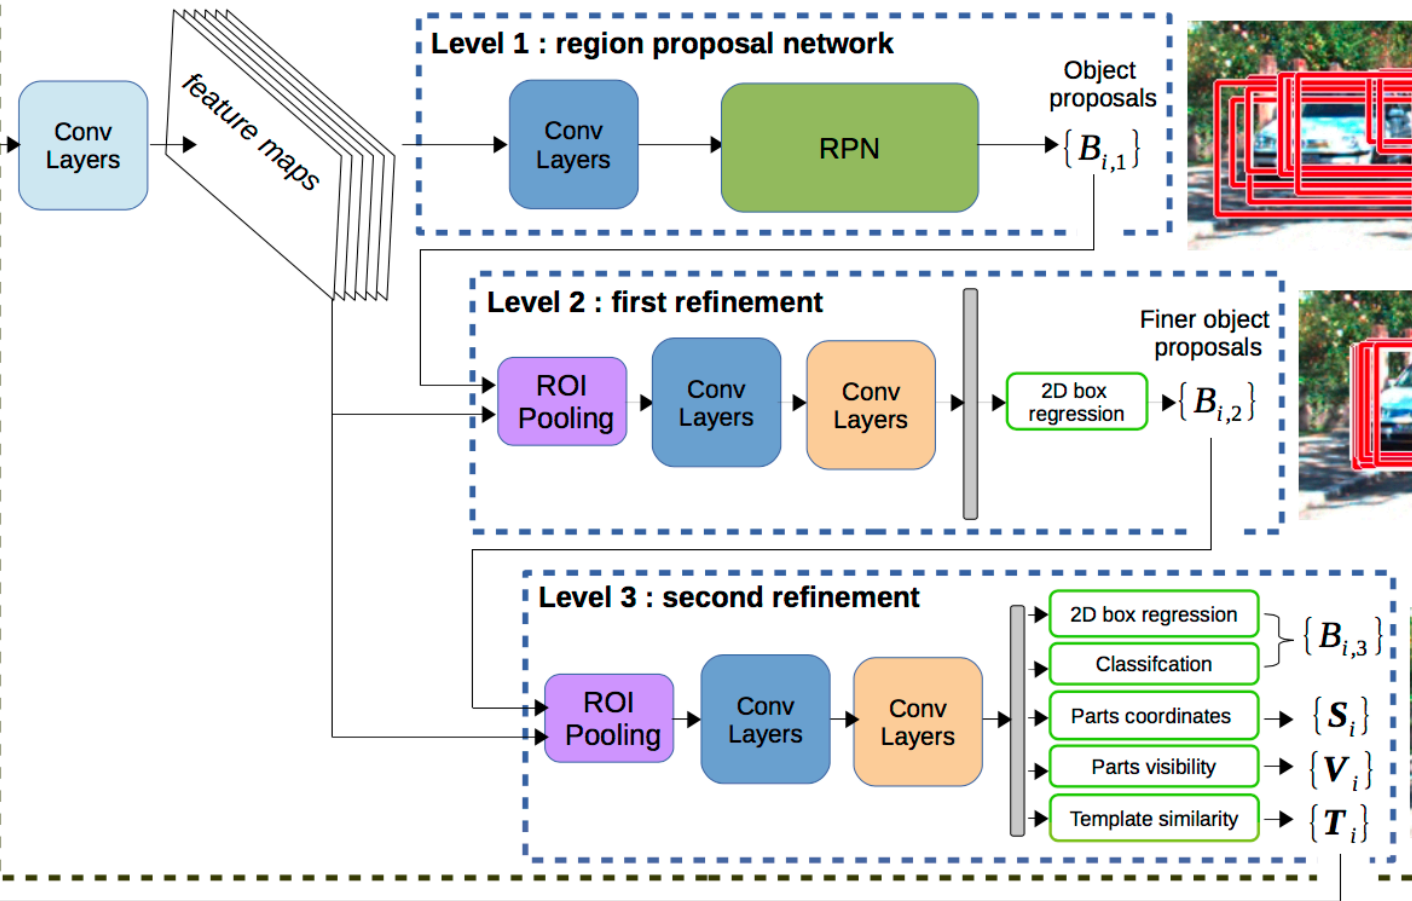 Conv
Layers
feature maps
Level 1 : region proposal network
Conv
Layers
RPN
Object
proposals
{B_{i,1}}
Level 2 : first refinement
ROI
Pooling
Conv
Layers
Conv
Layers
2D box
regression
Finer object
proposals
{B_{i,2}}
Level 3 : second refinement
ROI
Pooling
Conv
Layers
Conv
Layers
2D box regression
Classifcation
{B_{i,3}}
Parts coordinates
{S_i}
Parts visibility
{V_i}
Template similarity
{T_i}